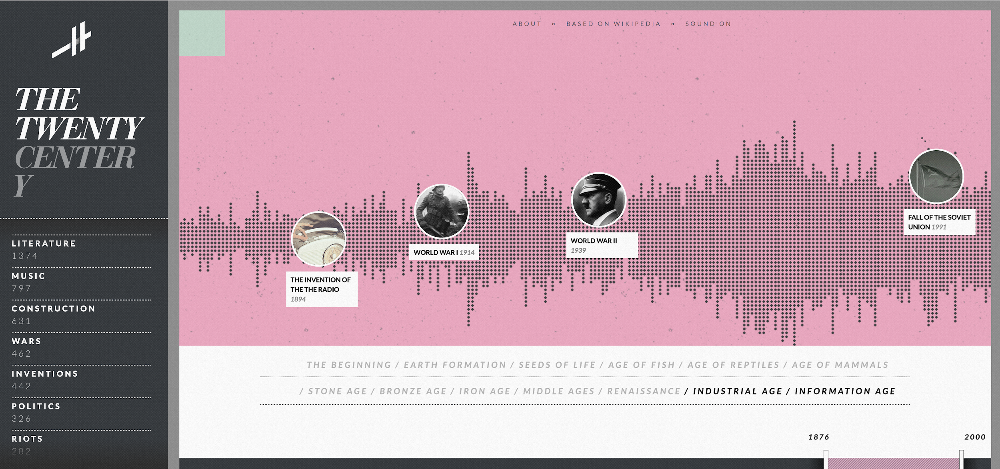 ABOUT BASED ON WIKIPEDIA SOUND ON
THE
TWENTY
CENTER
Y
LITERATURE
1374
MUSIC
797
CONSTRUCTION
631
WARS
462
INVENTIONS
442
POLITICS
326
RIOTS
282
THE INVENTION OF
THE THE RADIO
1894
WORLD WAR I 1914
WORLD WAR II
1939
FALL OF THE SOVIET
UNION 1991
THE BEGINNING / EARTH FORMATION / SEEDS OF LIFE / AGE OF FISH / AGE OF REPTILES / AGE OF MAMMALS
/ STONE AGE / BRONZE AGE / IRON AGE / MIDDLE AGES / RENAISSANCE / INDUSTRIAL AGE / INFORMATION AGE
1876 2000